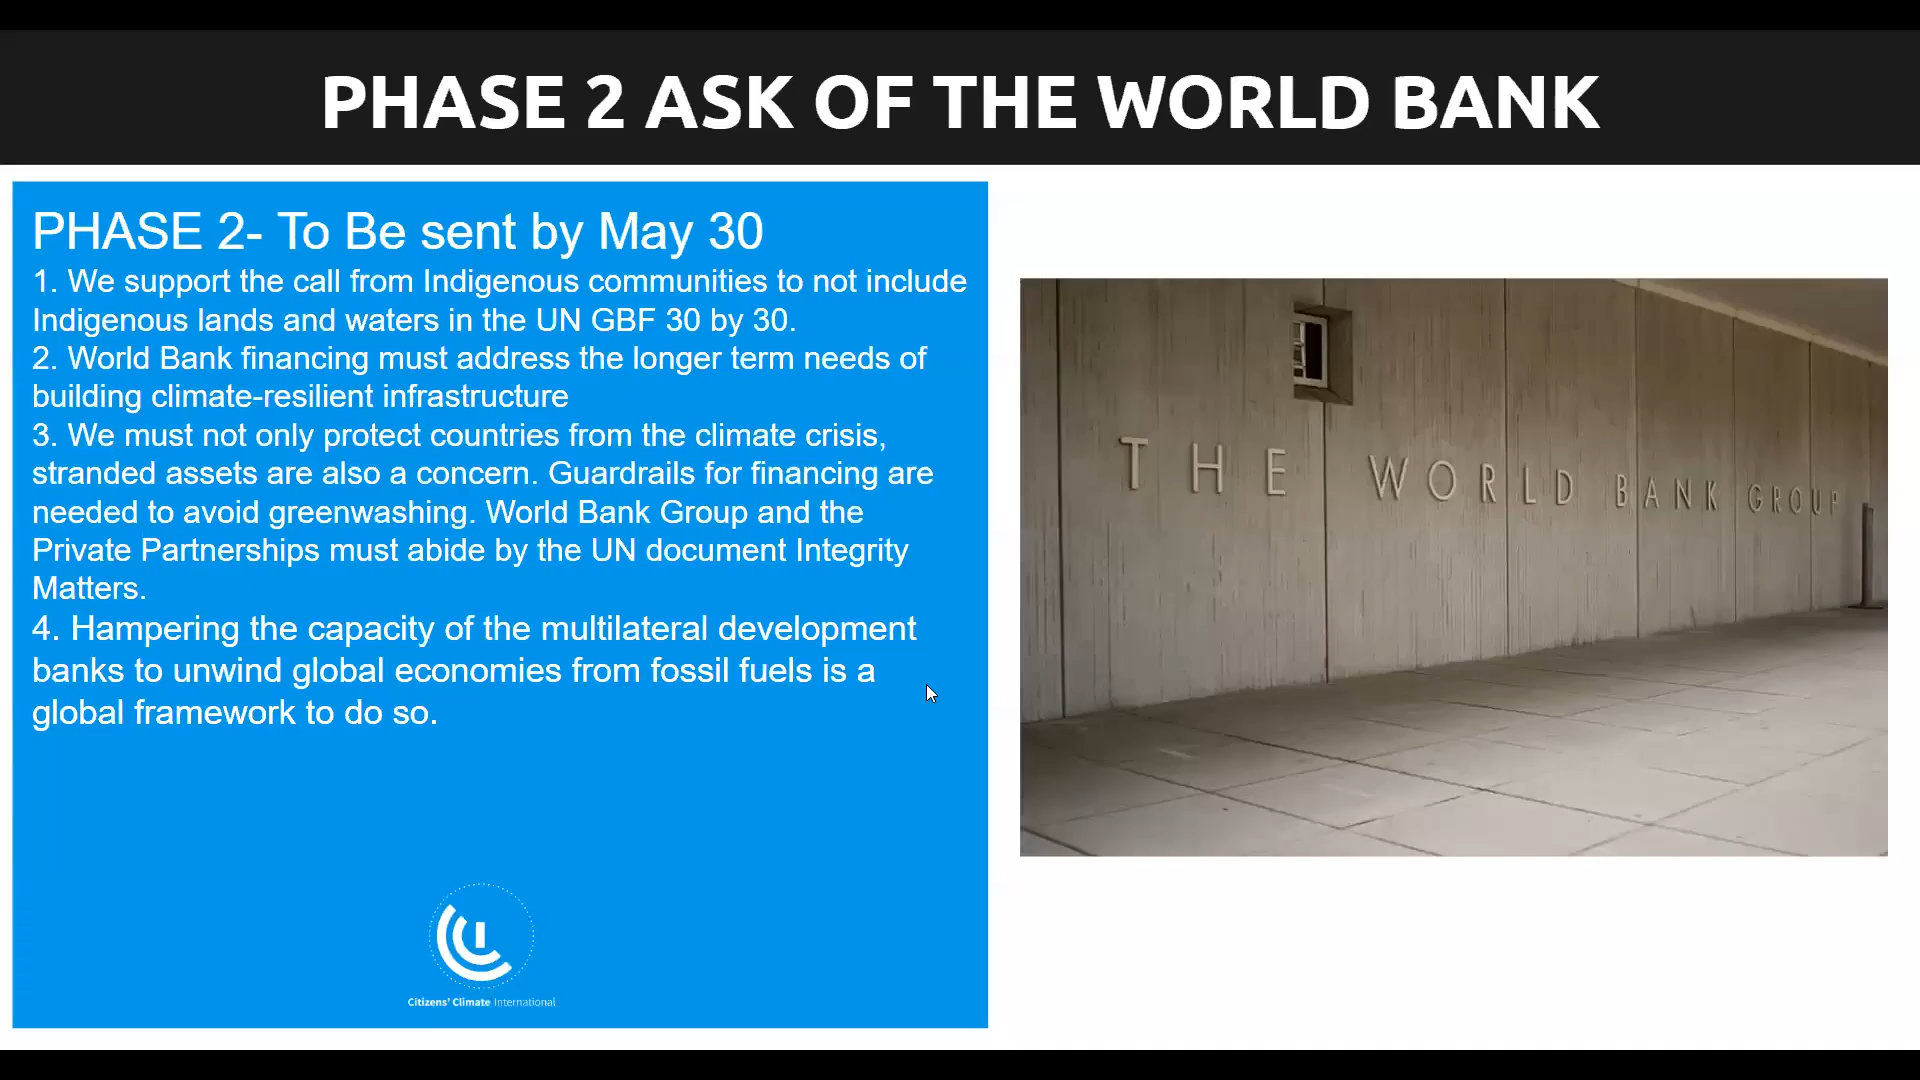 PHASE 2 ASK OF THE WORLD BANK
PHASE 2- To Be sent by May 30
1. We support the call from Indigenous communities to not include
Indigenous lands and waters in the UN GBF 30 by 30.
2. World Bank financing must address the longer term needs of
building climate-resilient infrastructure
3. We must not only protect countries from the climate crisis,
stranded assets are also a concern. Guardrails for financing are
needed to avoid greenwashing. World Bank Group and the
Private Partnerships must abide by the UN document Integrity
Matters.
4. Hampering the capacity of the multilateral development
banks to unwind global economies from fossil fuels is a
global framework to do so.
Citizens' Climate International
THE WORLD BANK GROUP